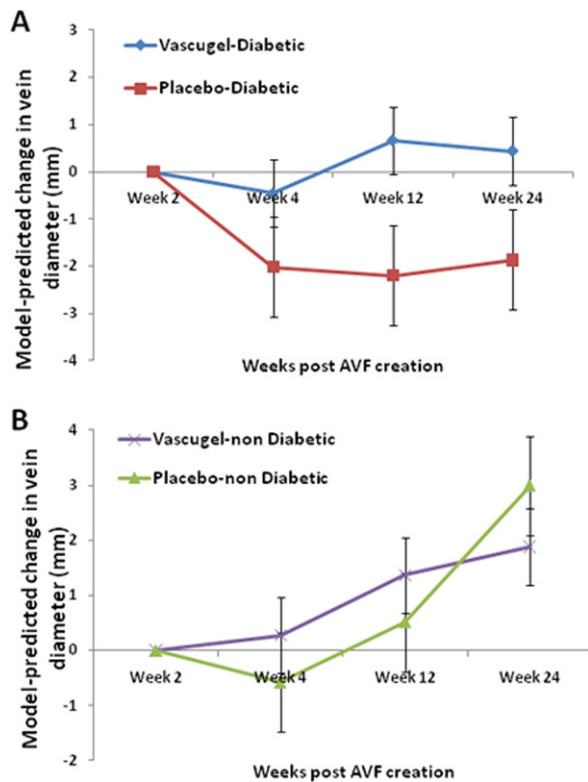 A
Model-predicted change in vein
diameter (mm)
3
2
1
0
-1
-2
-3
-4
Vascugel-Diabetic
Placebo-Diabetic
Week 2
Week 4
Week 12
Week 24
Weeks post AVF creation
B
Model-predicted change in vein
diameter (mm)
4
3
2
1
0
-1
-2
Vascugel-non Diabetic
Placebo-non Diabetic
Week 2
Week 4
Week 12
Week 24
Weeks post AVF creation